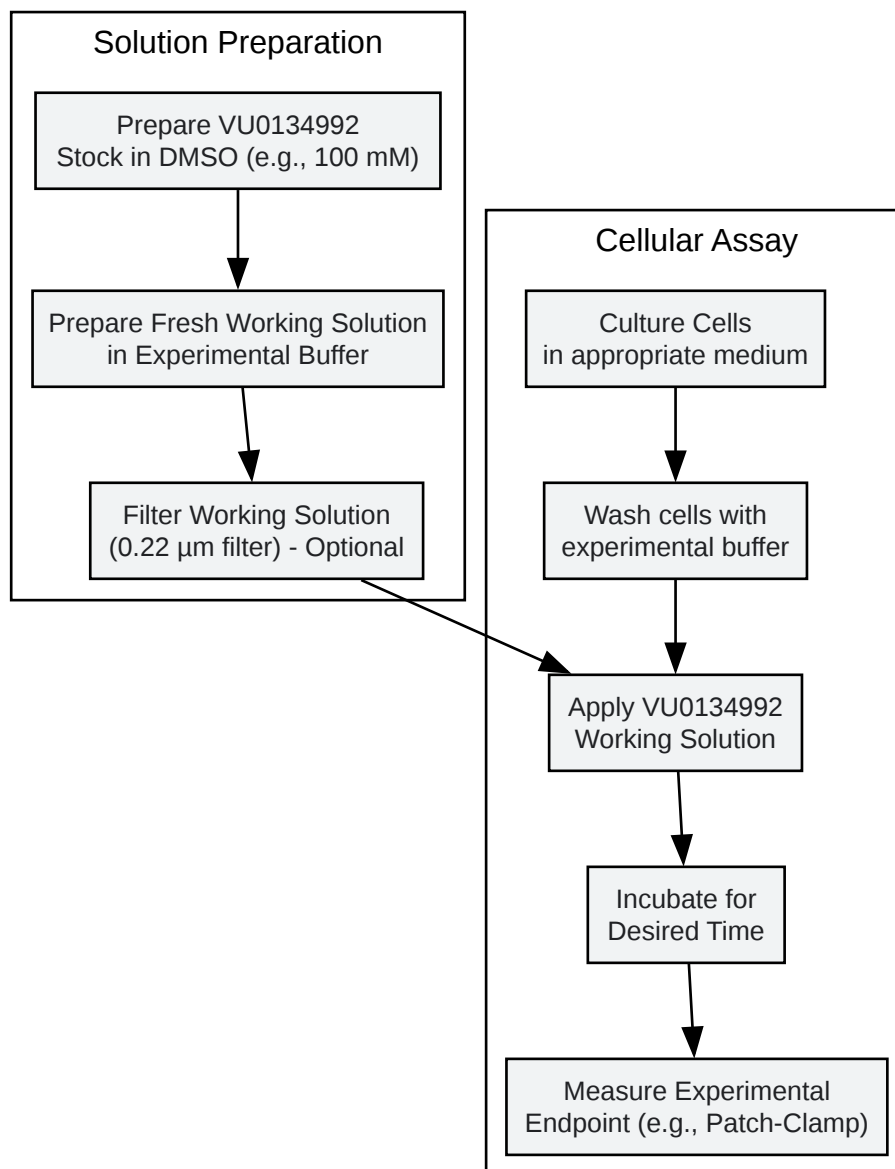 Solution Preparation
Prepare VU0134992
Stock in DMSO (e.g., 100 mM)
Prepare Fresh Working Solution
in Experimental Buffer
Filter Working Solution
(0.22 µm filter) - Optional
Cellular Assay
Culture Cells
in appropriate medium
Wash cells with
experimental buffer
Apply VU0134992
Working Solution
Incubate for
Desired Time
Measure Experimental
Endpoint (e.g., Patch-Clamp)